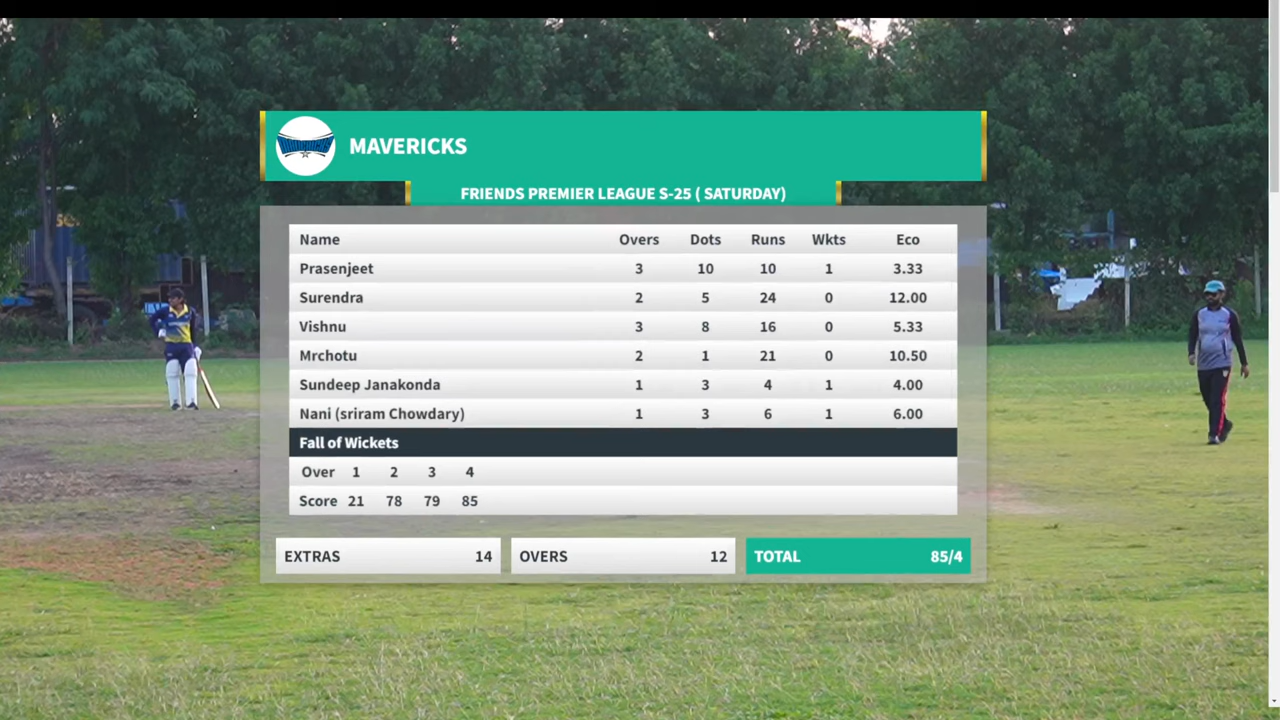 MAVERICKS
FRIENDS PREMIER LEAGUE S-25 ( SATURDAY)
Name Overs Dots Runs Wkts Eco
Prasenjeet 3 10 10 1 3.33
Surendra 2 5 24 0 12.00
Vishnu 3 8 16 0 5.33
Mrchotu 2 1 21 0 10.50
Sundeep Janakonda 1 3 4 1 4.00
Nani (sriram Chowdary) 1 3 6 1 6.00
Fall of Wickets
Over 1 2 3 4
Score 21 78 79 85
EXTRAS 14 OVERS 12 TOTAL 85/4